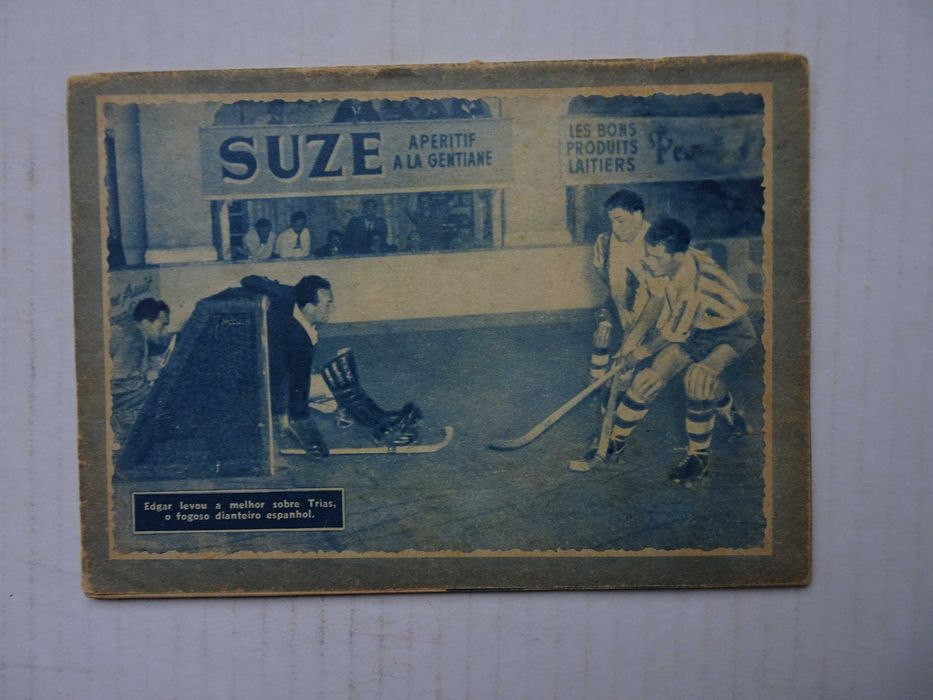 SUZE
APERITIF
A LA GENTIANE
LES BONS
PRODUITS
LAITIERS
Edgar levou a melhor sobre Trias,
o fogoso dianteiro espanhol.